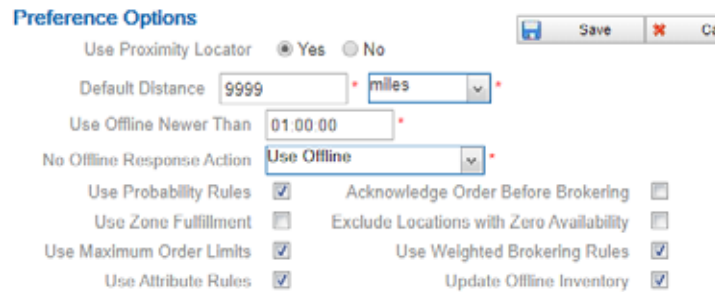 Preference Options
Save
Use Proximity Locator Yes No
Default Distance 9999 * miles *
Use Offline Newer Than 01:00:00 *
No Offline Response Action Use Offline *
Use Probability Rules Acknowledge Order Before Brokering
Use Zone Fulfillment Exclude Locations with Zero Availability
Use Maximum Order Limits Use Weighted Brokering Rules
Use Attribute Rules Update Offline Inventory